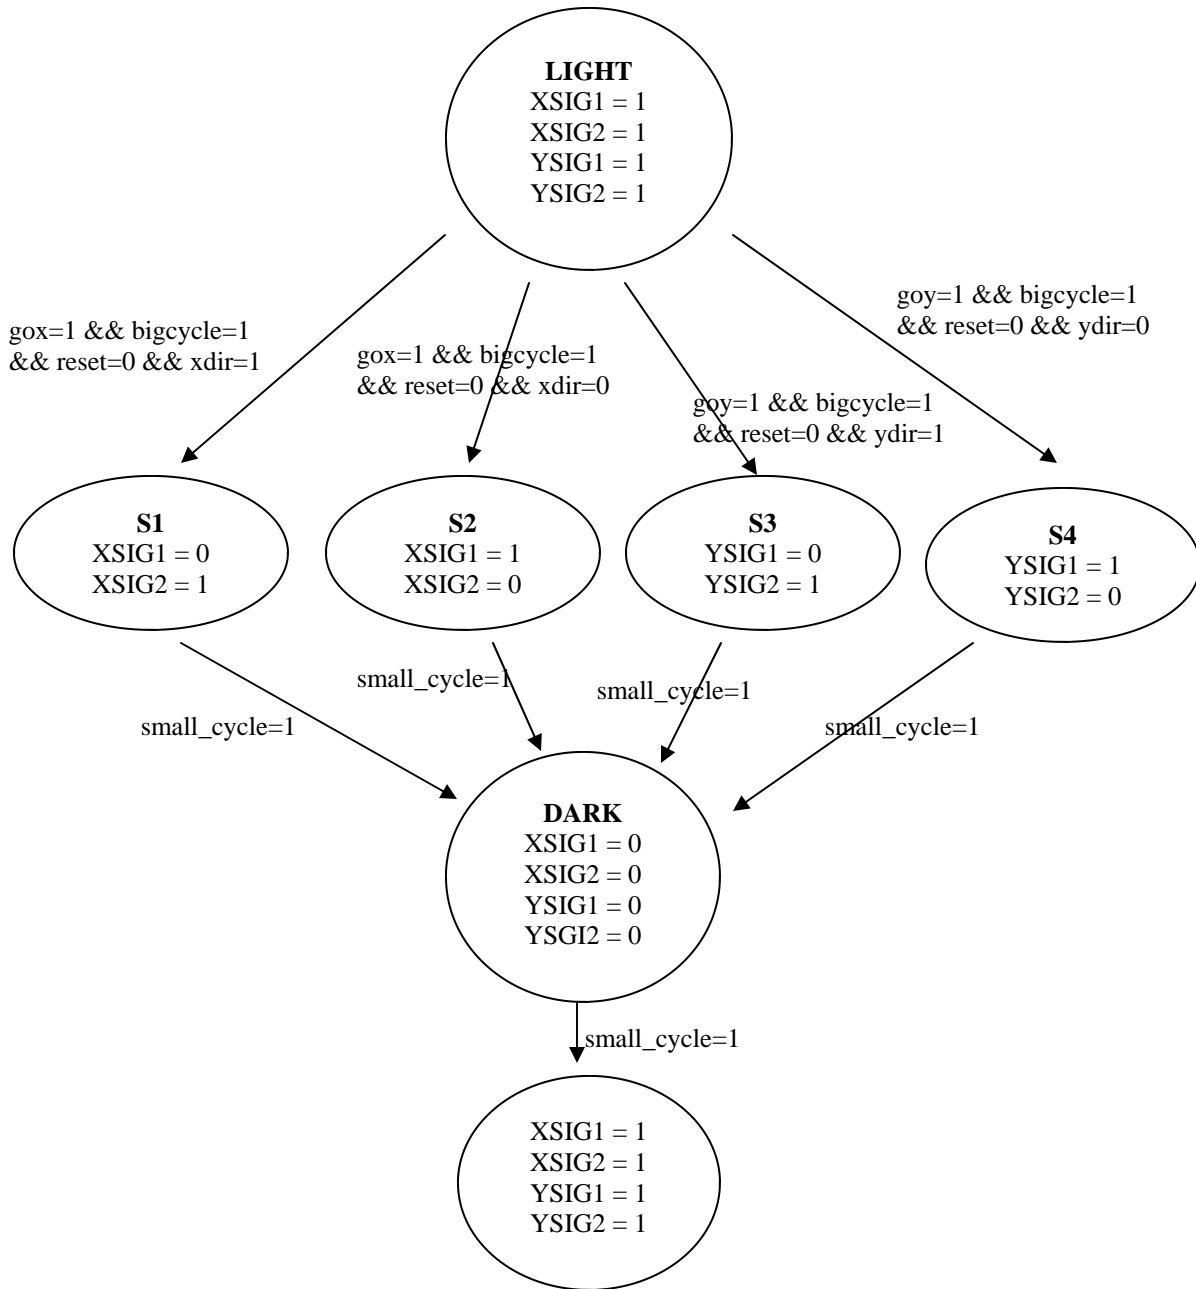 LIGHT
XSIG1 = 1
XSIG2 = 1
YSIG1 = 1
YSIG2 = 1
gox=1 && bigcycle=1
&& reset=0 && xdir=1
gox=1 && bigcycle=1
&& reset=0 && xdir=0
goy=1 && bigcycle=1
&& reset=0 && ydir=1
goy=1 && bigcycle=1
&& reset=0 && ydir=0
S1
XSIG1 = 0
XSIG2 = 1
S2
XSIG1 = 1
XSIG2 = 0
S3
YSIG1 = 0
YSIG2 = 1
S4
YSIG1 = 1
YSIG2 = 0
small_cycle=1
small_cycle=1
small_cycle=1
small_cycle=1
DARK
XSIG1 = 0
XSIG2 = 0
YSIG1 = 0
YSGI2 = 0
small_cycle=1
XSIG1 = 1
XSIG2 = 1
YSIG1 = 1
YSIG2 = 1